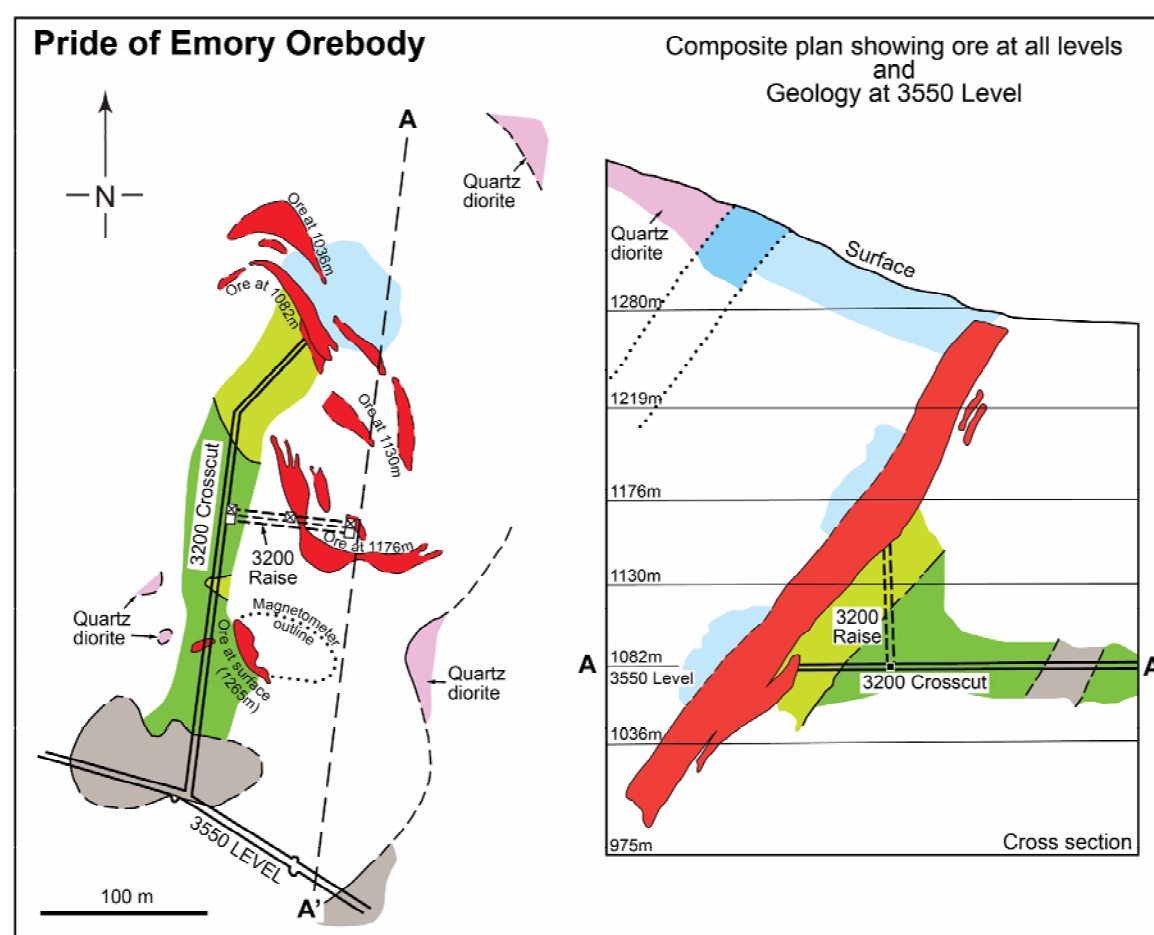 Pride of Emory Orebody
Composite plan showing ore at all levels
and
Geology at 3550 Level
N
A
Quartz
diorite
Ore at 1036m
Ore at 1082m
Ore at 1130m
3200 Crosscut
Ore at 1176m
3200
Raise
Magnetometer
outline
Quartz
diorite
Ore at surface
(1265m)
Quartz
diorite
3550 LEVEL
100 m
A'
Quartz
diorite
Surface
1280m
1219m
1176m
1130m
3200
Raise
A
1082m
3550 Level
3200 Crosscut
A
1036m
975m
Cross section